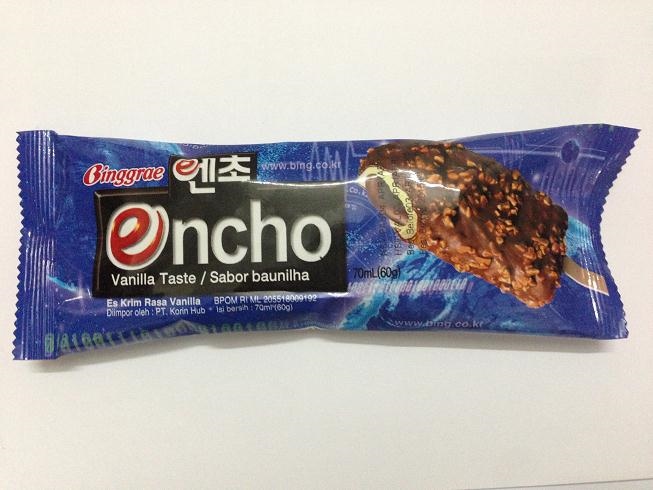 Binggrae
엔초
www.bing.co.kr
encho
Vanilla Taste / Sabor baunilha
70mL(60g)
Es Krim Rasa Vanilla BPOM RI ML 205518009192
Diimpor oleh : PT. Korin Hub * Isi bersih : 70ml(60g)
www.bing.co.kr